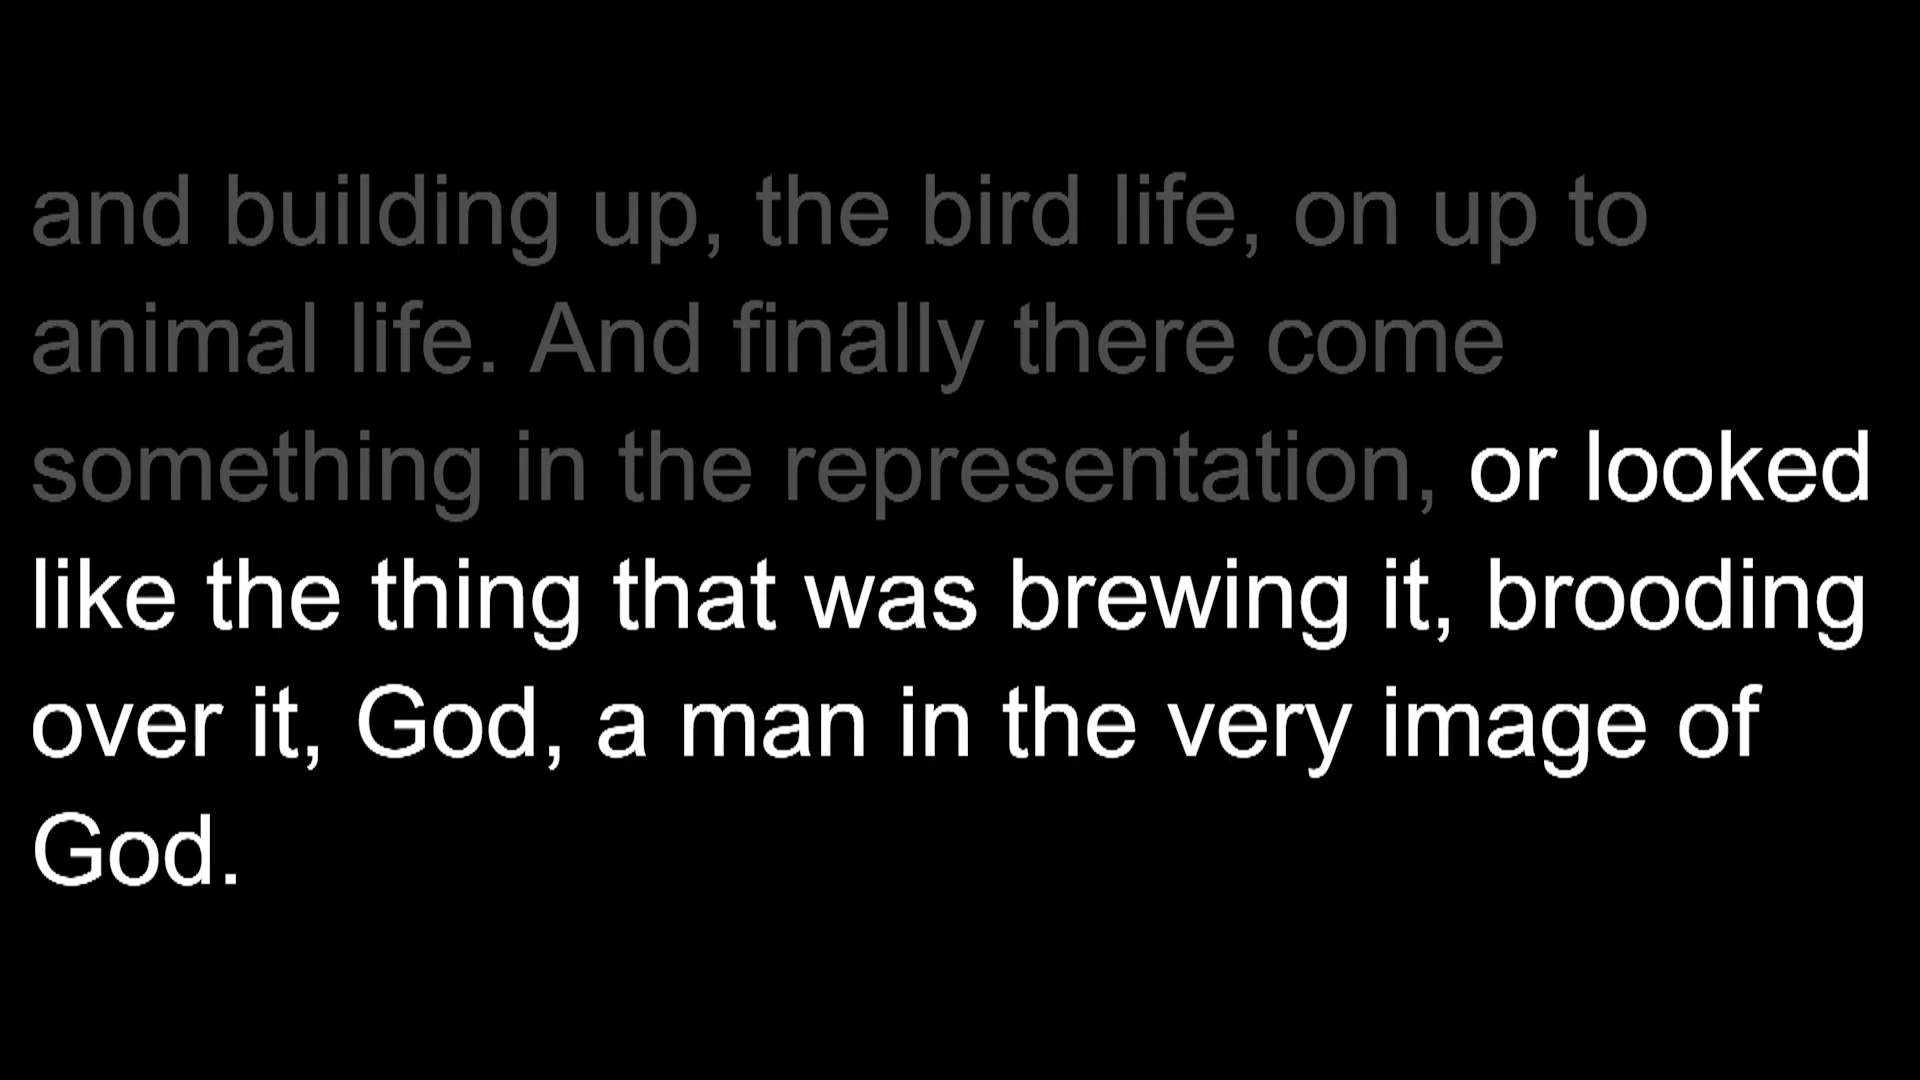 and building up, the bird life, on up to
animal life. And finally there come
something in the representation, or looked
like the thing that was brewing it, brooding
over it, God, a man in the very image of
God.